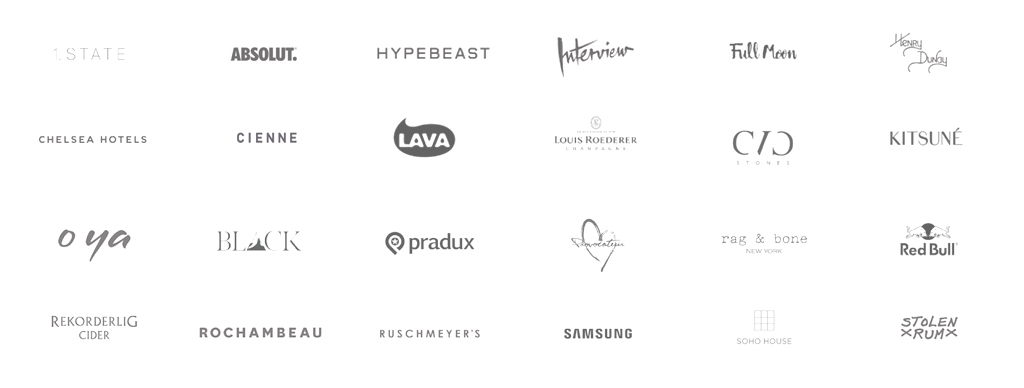 1.STATE
ABSOLUT.
HYPEBEAST
Interview
Full Moon
Henry
Dunay
CHELSEA HOTELS
CIENNE
LAVA
LOUIS ROEDERER
CHAMPAGNE
STONES
KITSUNÉ
o ya
BLACK
pradux
rag & bone
NEW YORK
Red Bull
REKORDERLIG
CIDER
ROCHAMBEAU
RUSCHMEYER'S
SAMSUNG
SOHO HOUSE
STOLEN
XRUMX